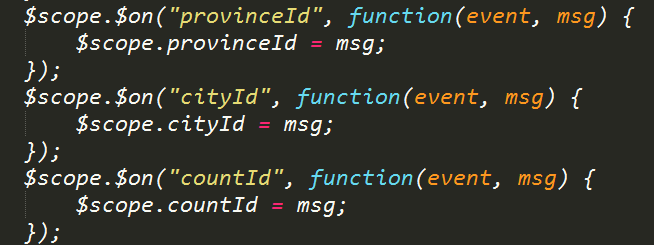 $scope.$on("provinceId", function(event, msg) {
    $scope.provinceId = msg;
});
$scope.$on("cityId", function(event, msg) {
    $scope.cityId = msg;
});
$scope.$on("countId", function(event, msg) {
    $scope.countId = msg;
});